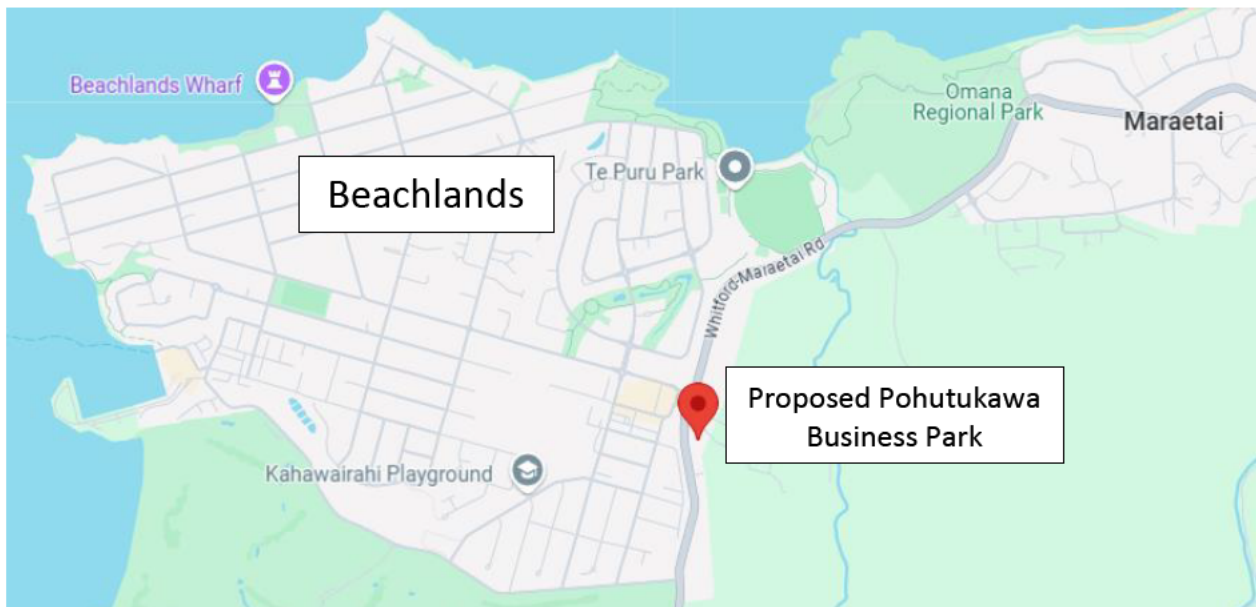 Beachlands Wharf
Omana
Regional Park
Maraetai
Te Puru Park
Beachlands
Whitford-Maraetai Rd
Proposed Pohutukawa
Business Park
Kahawairahi Playground